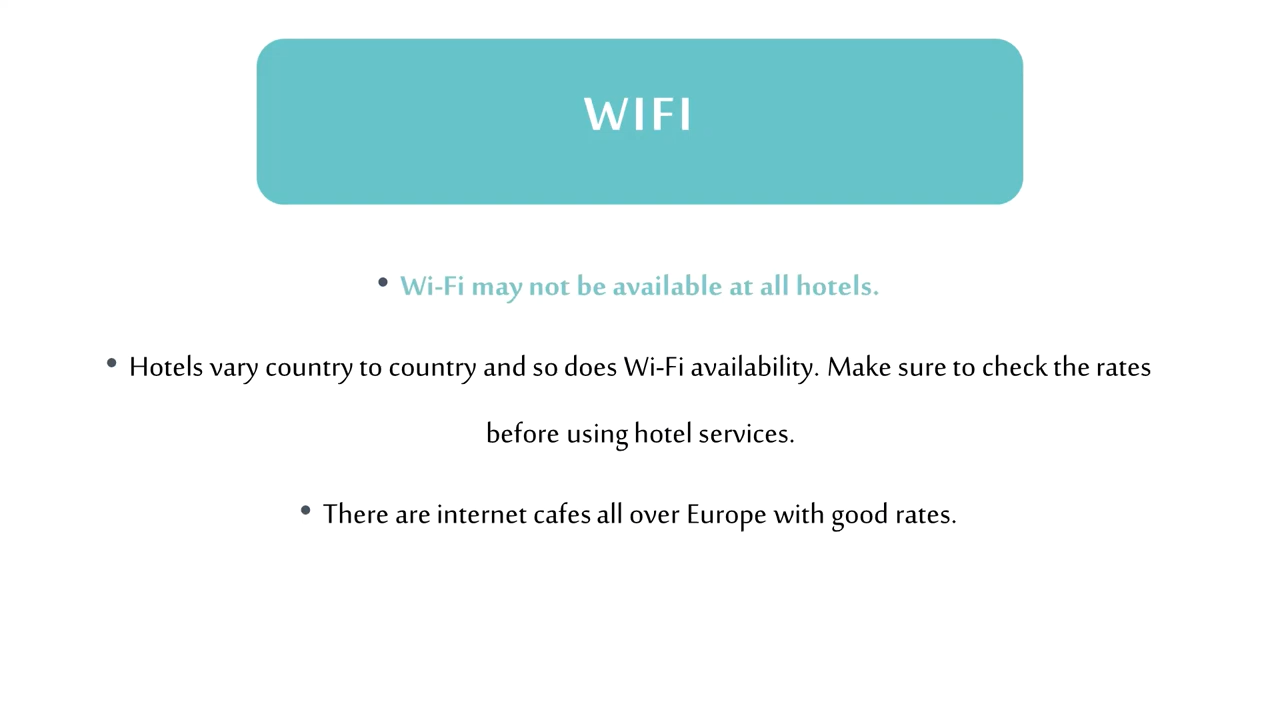 WIFI
• Wi-Fi may not be available at all hotels.
• Hotels vary country to country and so does Wi-Fi availability. Make sure to check the rates
before using hotel services.
• There are internet cafes all over Europe with good rates.